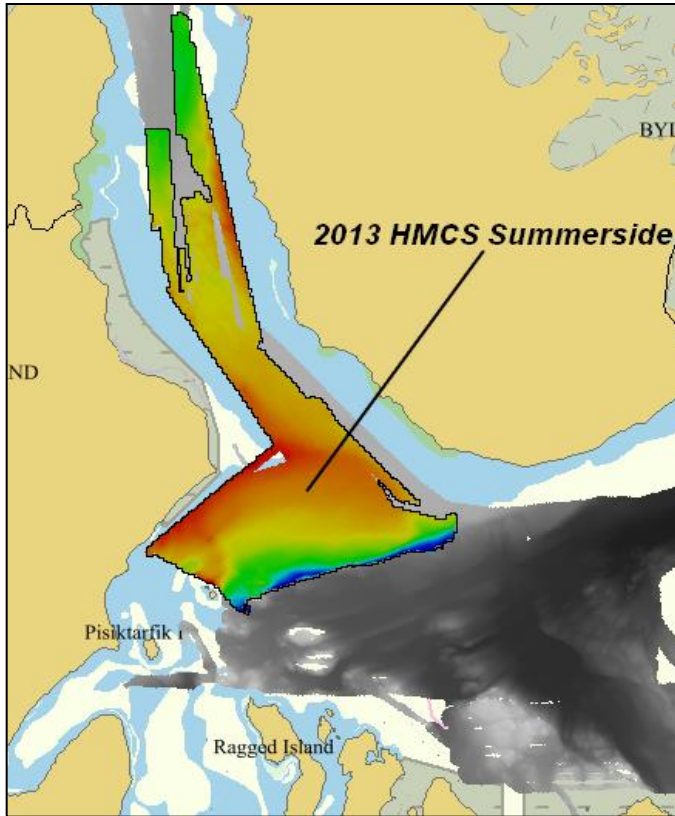 BYL
2013 HMCS Summerside
ND
Pisiktarfik I
Ragged Island